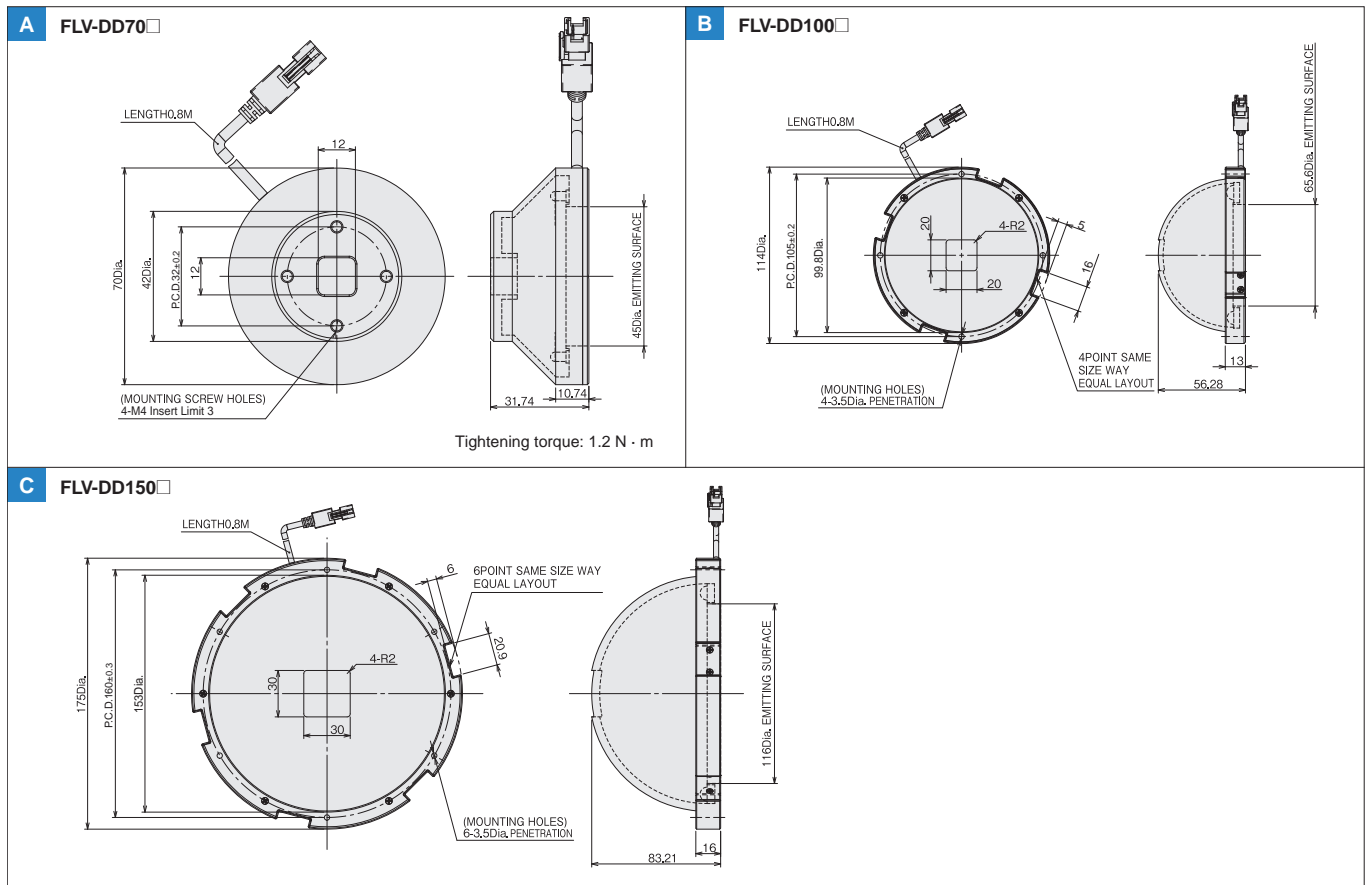 A FLV-DD70□
LENGTH0.8M
12
70Dia.
42Dia.
P.C.D.32±0.2
12
45Dia. EMITTING SURFACE
(MOUNTING SCREW HOLES)
4-M4 Insert Limit 3
10.74
31.74
Tightening torque: 1.2 N · m
B FLV-DD100□
LENGTH0.8M
114Dia.
P.C.D.105±0.2
99.8Dia.
20
4-R2
20
5
16
65.6Dia. EMITTING SURFACE
(MOUNTING HOLES)
4-3.5Dia. PENETRATION
4POINT SAME
SIZE WAY
EQUAL LAYOUT
13
56.28
C FLV-DD150□
LENGTH0.8M
6
6POINT SAME SIZE WAY
EQUAL LAYOUT
20.9
175Dia.
P.C.D.160±0.3
153Dia.
30
4-R2
30
116Dia. EMITTING SURFACE
(MOUNTING HOLES)
6-3.5Dia. PENETRATION
16
83.21